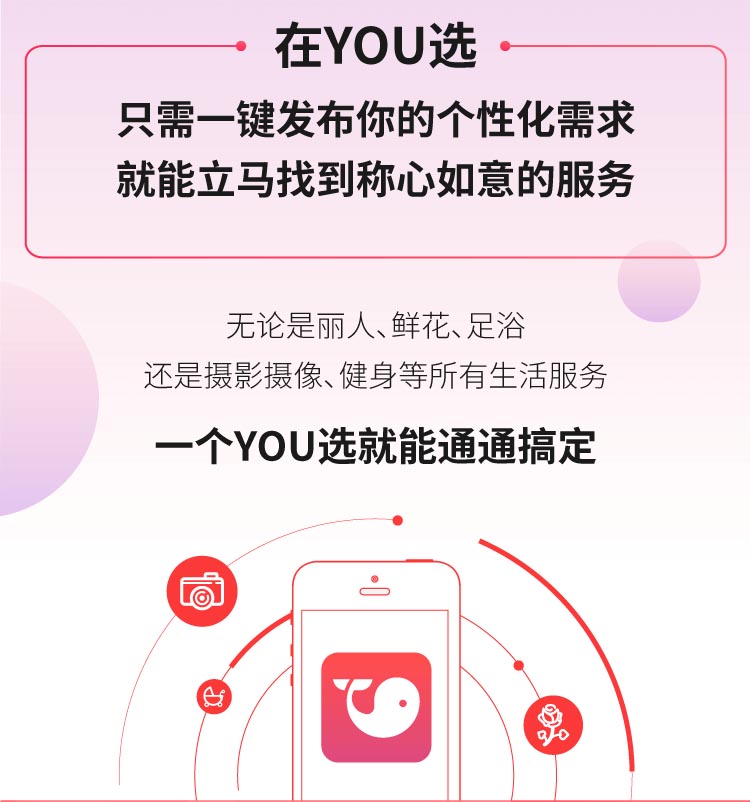 在YOU选
只需一键发布你的个性化需求
就能立马找到称心如意的服务
无论是丽人、鲜花、足浴
还是摄影摄像、健身等所有生活服务
一个YOU选就能通通搞定